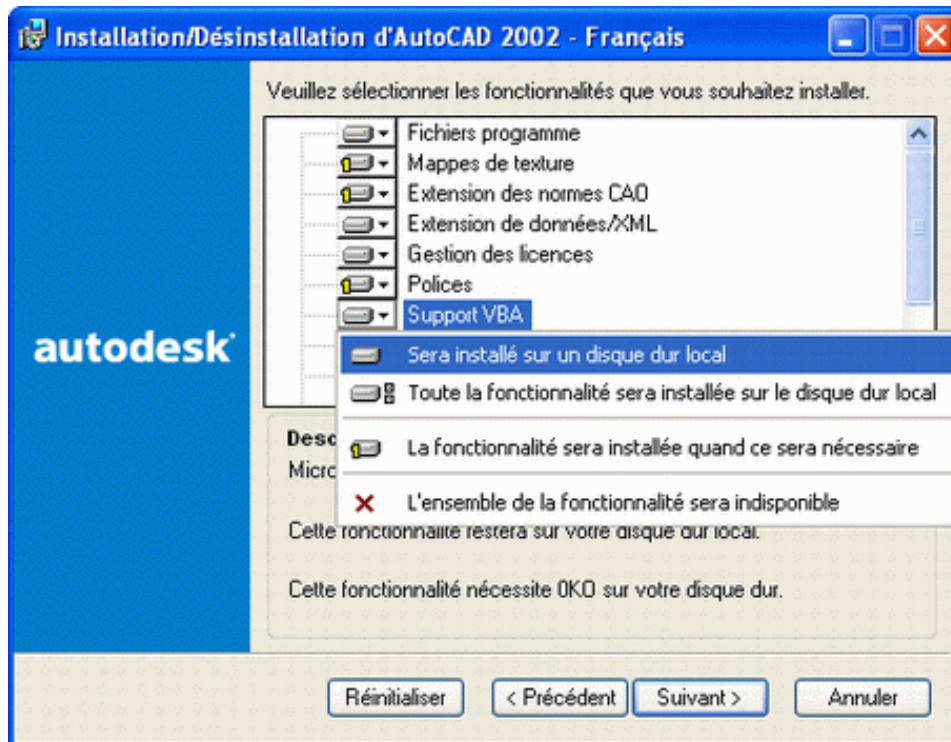 Installation/Désinstallation d'AutoCAD 2002 - Français
Veuillez sélectionner les fonctionnalités que vous souhaitez installer.
Fichiers programme
Mappes de texture
Extension des normes CAO
Extension de données/XML
Gestion des licences
Polices
Support VBA
autodesk
Sera installé sur un disque dur local
Toute la fonctionnalité sera installée sur le disque dur local
La fonctionnalité sera installée quand ce sera nécessaire
L'ensemble de la fonctionnalité sera indisponible
Desc
Micro
Cette fonctionnalité restera sur votre disque dur local.
Cette fonctionnalité nécessite 0KO sur votre disque dur.
Réinitialiser
< Précédent
Suivant >
Annuler